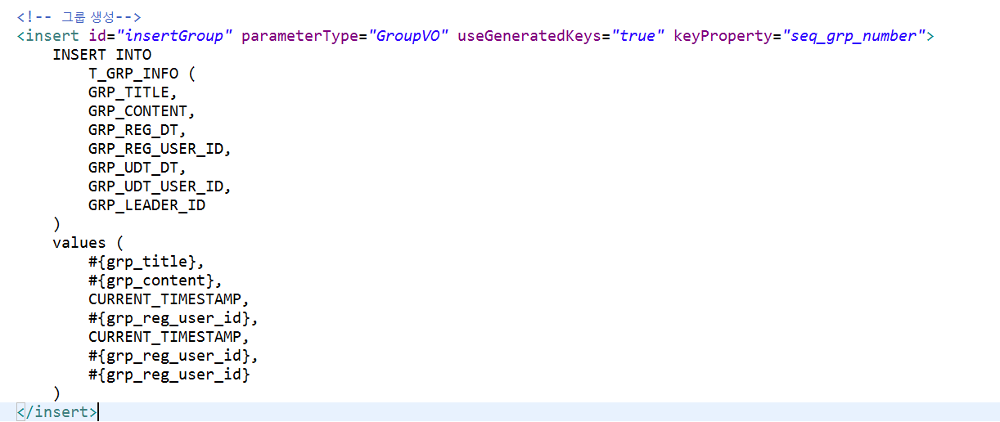 <!-- 그룹 생성-->
<insert id="insertGroup" parameterType="GroupVO" useGeneratedKeys="true" keyProperty="seq_grp_number">
    INSERT INTO
        T_GRP_INFO (
        GRP_TITLE,
        GRP_CONTENT,
        GRP_REG_DT,
        GRP_REG_USER_ID,
        GRP_UDT_DT,
        GRP_UDT_USER_ID,
        GRP_LEADER_ID
    )
    values (
        #{grp_title},
        #{grp_content},
        CURRENT_TIMESTAMP,
        #{grp_reg_user_id},
        CURRENT_TIMESTAMP,
        #{grp_reg_user_id},
        #{grp_reg_user_id}
    )
</insert>